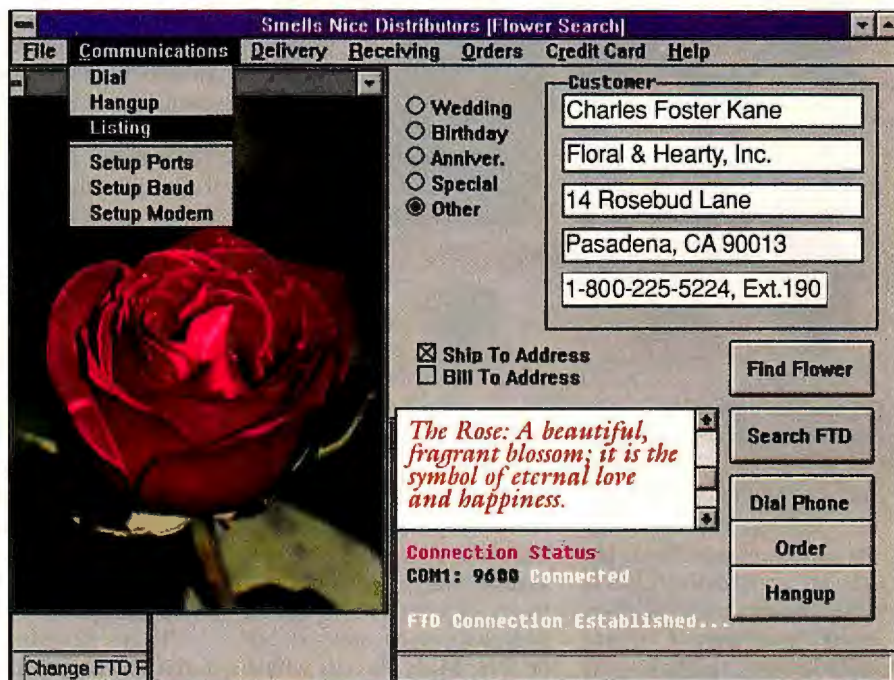 Smells Nice Distributors [Flower Search]
File Communications Delivery Receiving Orders Credit Card Help
Dial
Hangup
Listing
Setup Ports
Setup Baud
Setup Modem
Wedding
Birthday
Anniver.
Special
Other
Customer
Charles Foster Kane
Floral & Hearty, Inc.
14 Rosebud Lane
Pasadena, CA 90013
1-800-225-5224, Ext.190
Ship To Address
Bill To Address
Find Flower
Search FTD
Dial Phone
Order
Hangup
The Rose: A beautiful,
fragrant blossom; it is the
symbol of eternal love
and happiness.
Connection Status
COM1: 9600 Connected
FTD Connection Established...
Change FTD P